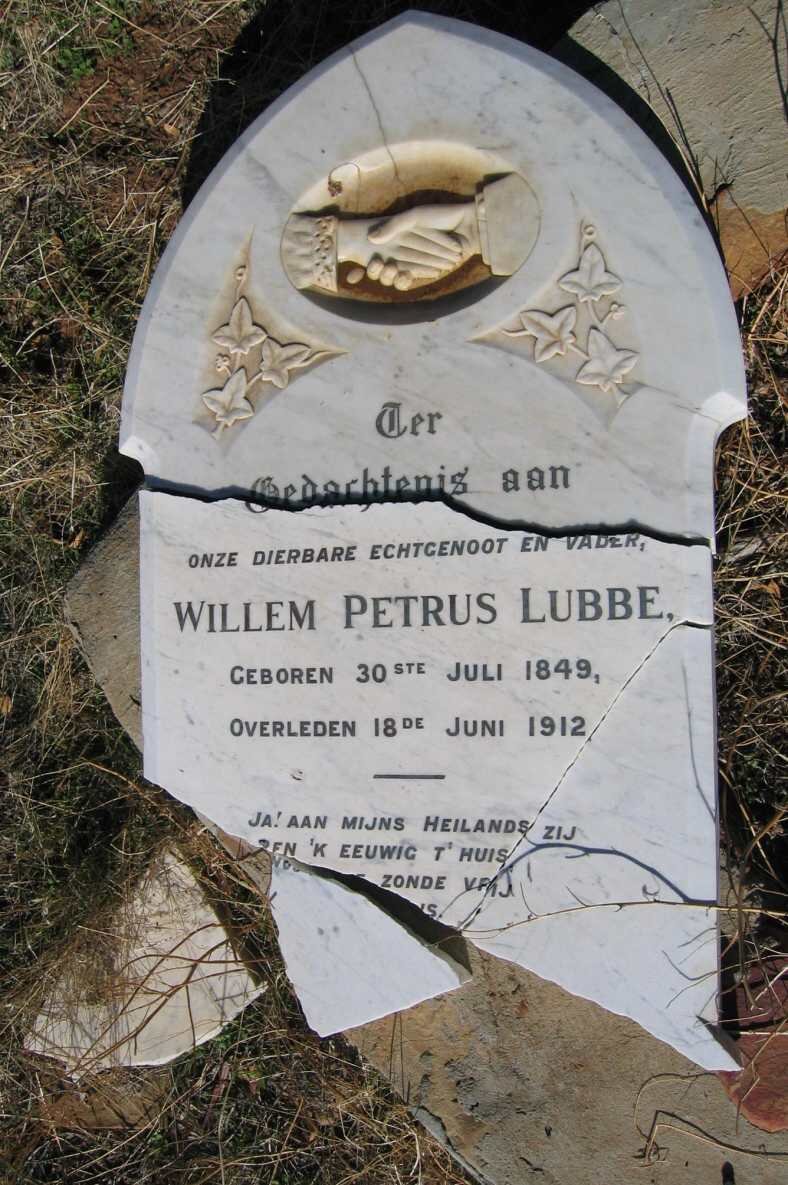 Ter
Gedachtenis aan
ONZE DIERBARE ECHTGENOOT EN VADER,
WILLEM PETRUS LUBBE,
GEBOREN 30STE JULI 1849,
OVERLEDEN 18DE JUNI 1912
JA! AAN MIJNS HEILANDS ZIJ
BEN 'K EEUWIG T'HUIS
ZONDE VRIJ